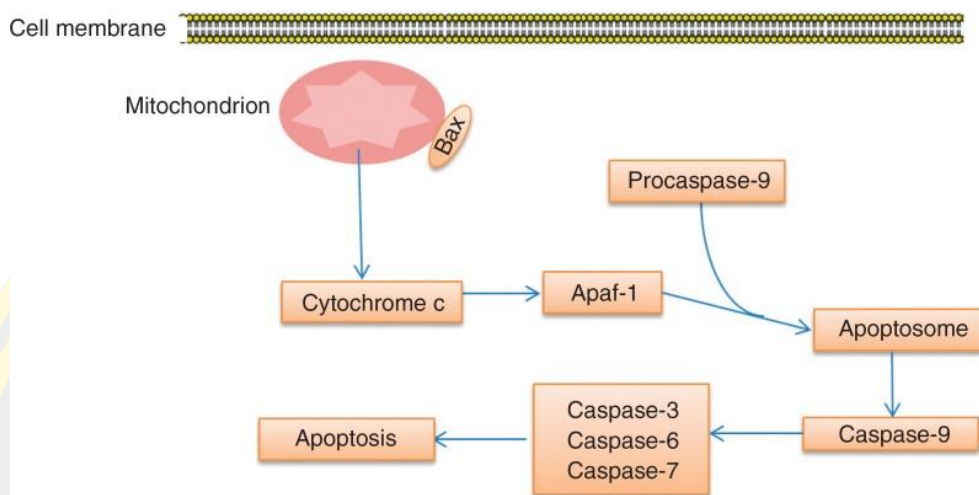 Cell membrane
Mitochondrion
Bax
Procaspase-9
Cytochrome c
Apaf-1
Apoptosome
Caspase-3
Caspase-6
Caspase-7
Caspase-9
Apoptosis